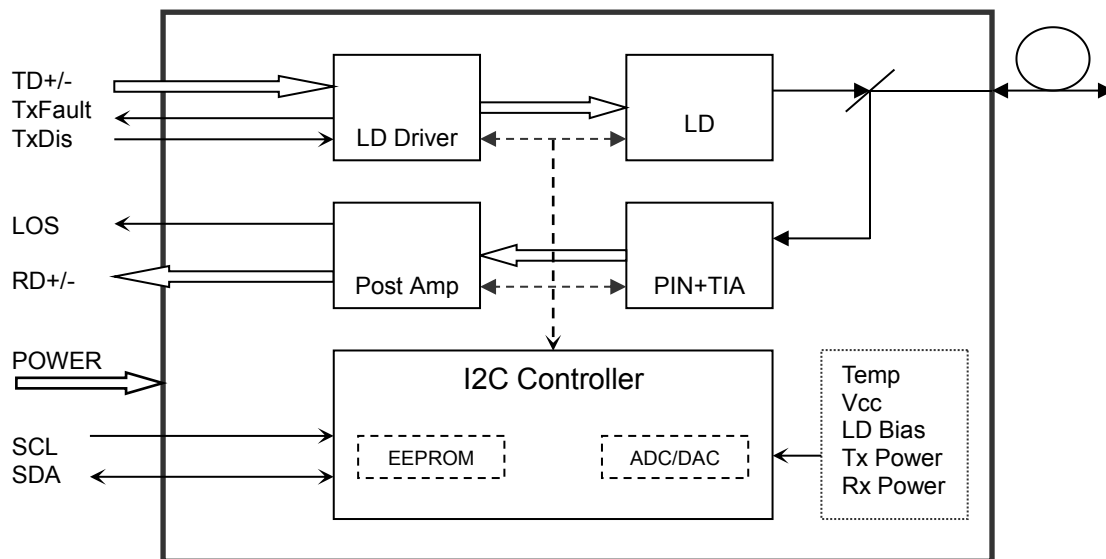 TD+/-
TxFault
TxDis
LD Driver
LD
LOS
RD+/-
Post Amp
PIN+TIA
POWER
SCL
SDA
I2C Controller
EEPROM
ADC/DAC
Temp
Vcc
LD Bias
Tx Power
Rx Power